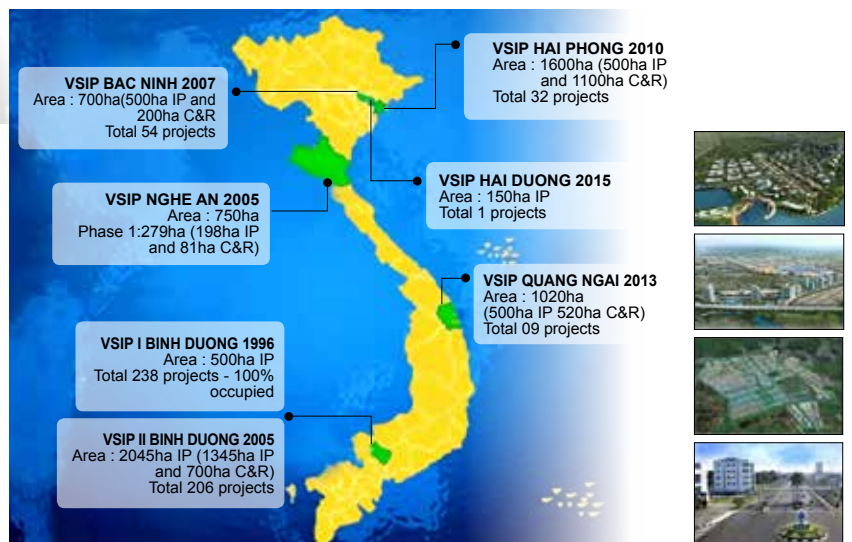 VSIP HAI PHONG 2010
Area : 1600ha (500ha IP
and 1100ha C&R)
Total 32 projects
VSIP BAC NINH 2007
Area : 700ha(500ha IP and
200ha C&R
Total 54 projects
VSIP HAI DUONG 2015
Area : 150ha IP
Total 1 projects
VSIP NGHE AN 2005
Area : 750ha
Phase 1:279ha (198ha IP
and 81ha C&R)
VSIP QUANG NGAI 2013
Area : 1020ha
(500ha IP 520ha C&R)
Total 09 projects
VSIP I BINH DUONG 1996
Area : 500ha IP
Total 238 projects - 100%
occupied
VSIP II BINH DUONG 2005
Area : 2045ha IP (1345ha IP
and 700ha C&R)
Total 206 projects